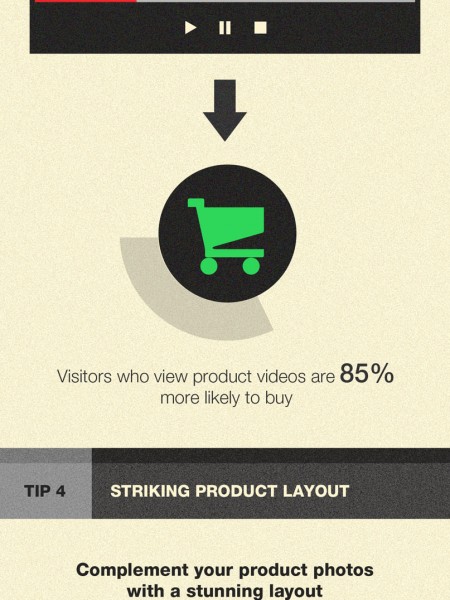 Visitors who view product videos are 85%
more likely to buy
TIP 4
STRIKING PRODUCT LAYOUT
Complement your product photos
with a stunning layout